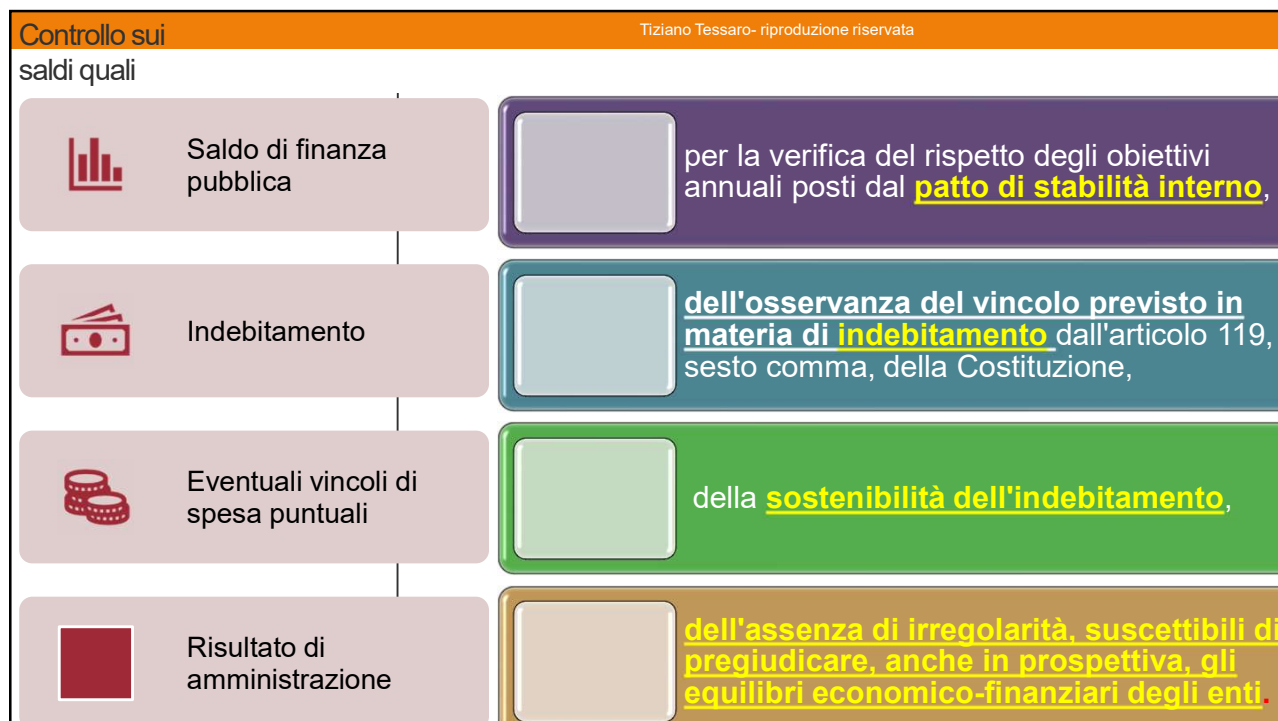 Controllo sui
saldi quali
Tiziano Tessaro- riproduzione riservata
Saldo di finanza
pubblica
per la verifica del rispetto degli obiettivi
annuali posti dal patto di stabilità interno,
Indebitamento
dell'osservanza del vincolo previsto in
materia di indebitamento dall'articolo 119,
sesto comma, della Costituzione,
Eventuali vincoli di
spesa puntuali
della sostenibilità dell'indebitamento,
Risultato di
amministrazione
dell'assenza di irregolarità, suscettibili di
pregiudicare, anche in prospettiva, gli
equilibri economico-finanziari degli enti.